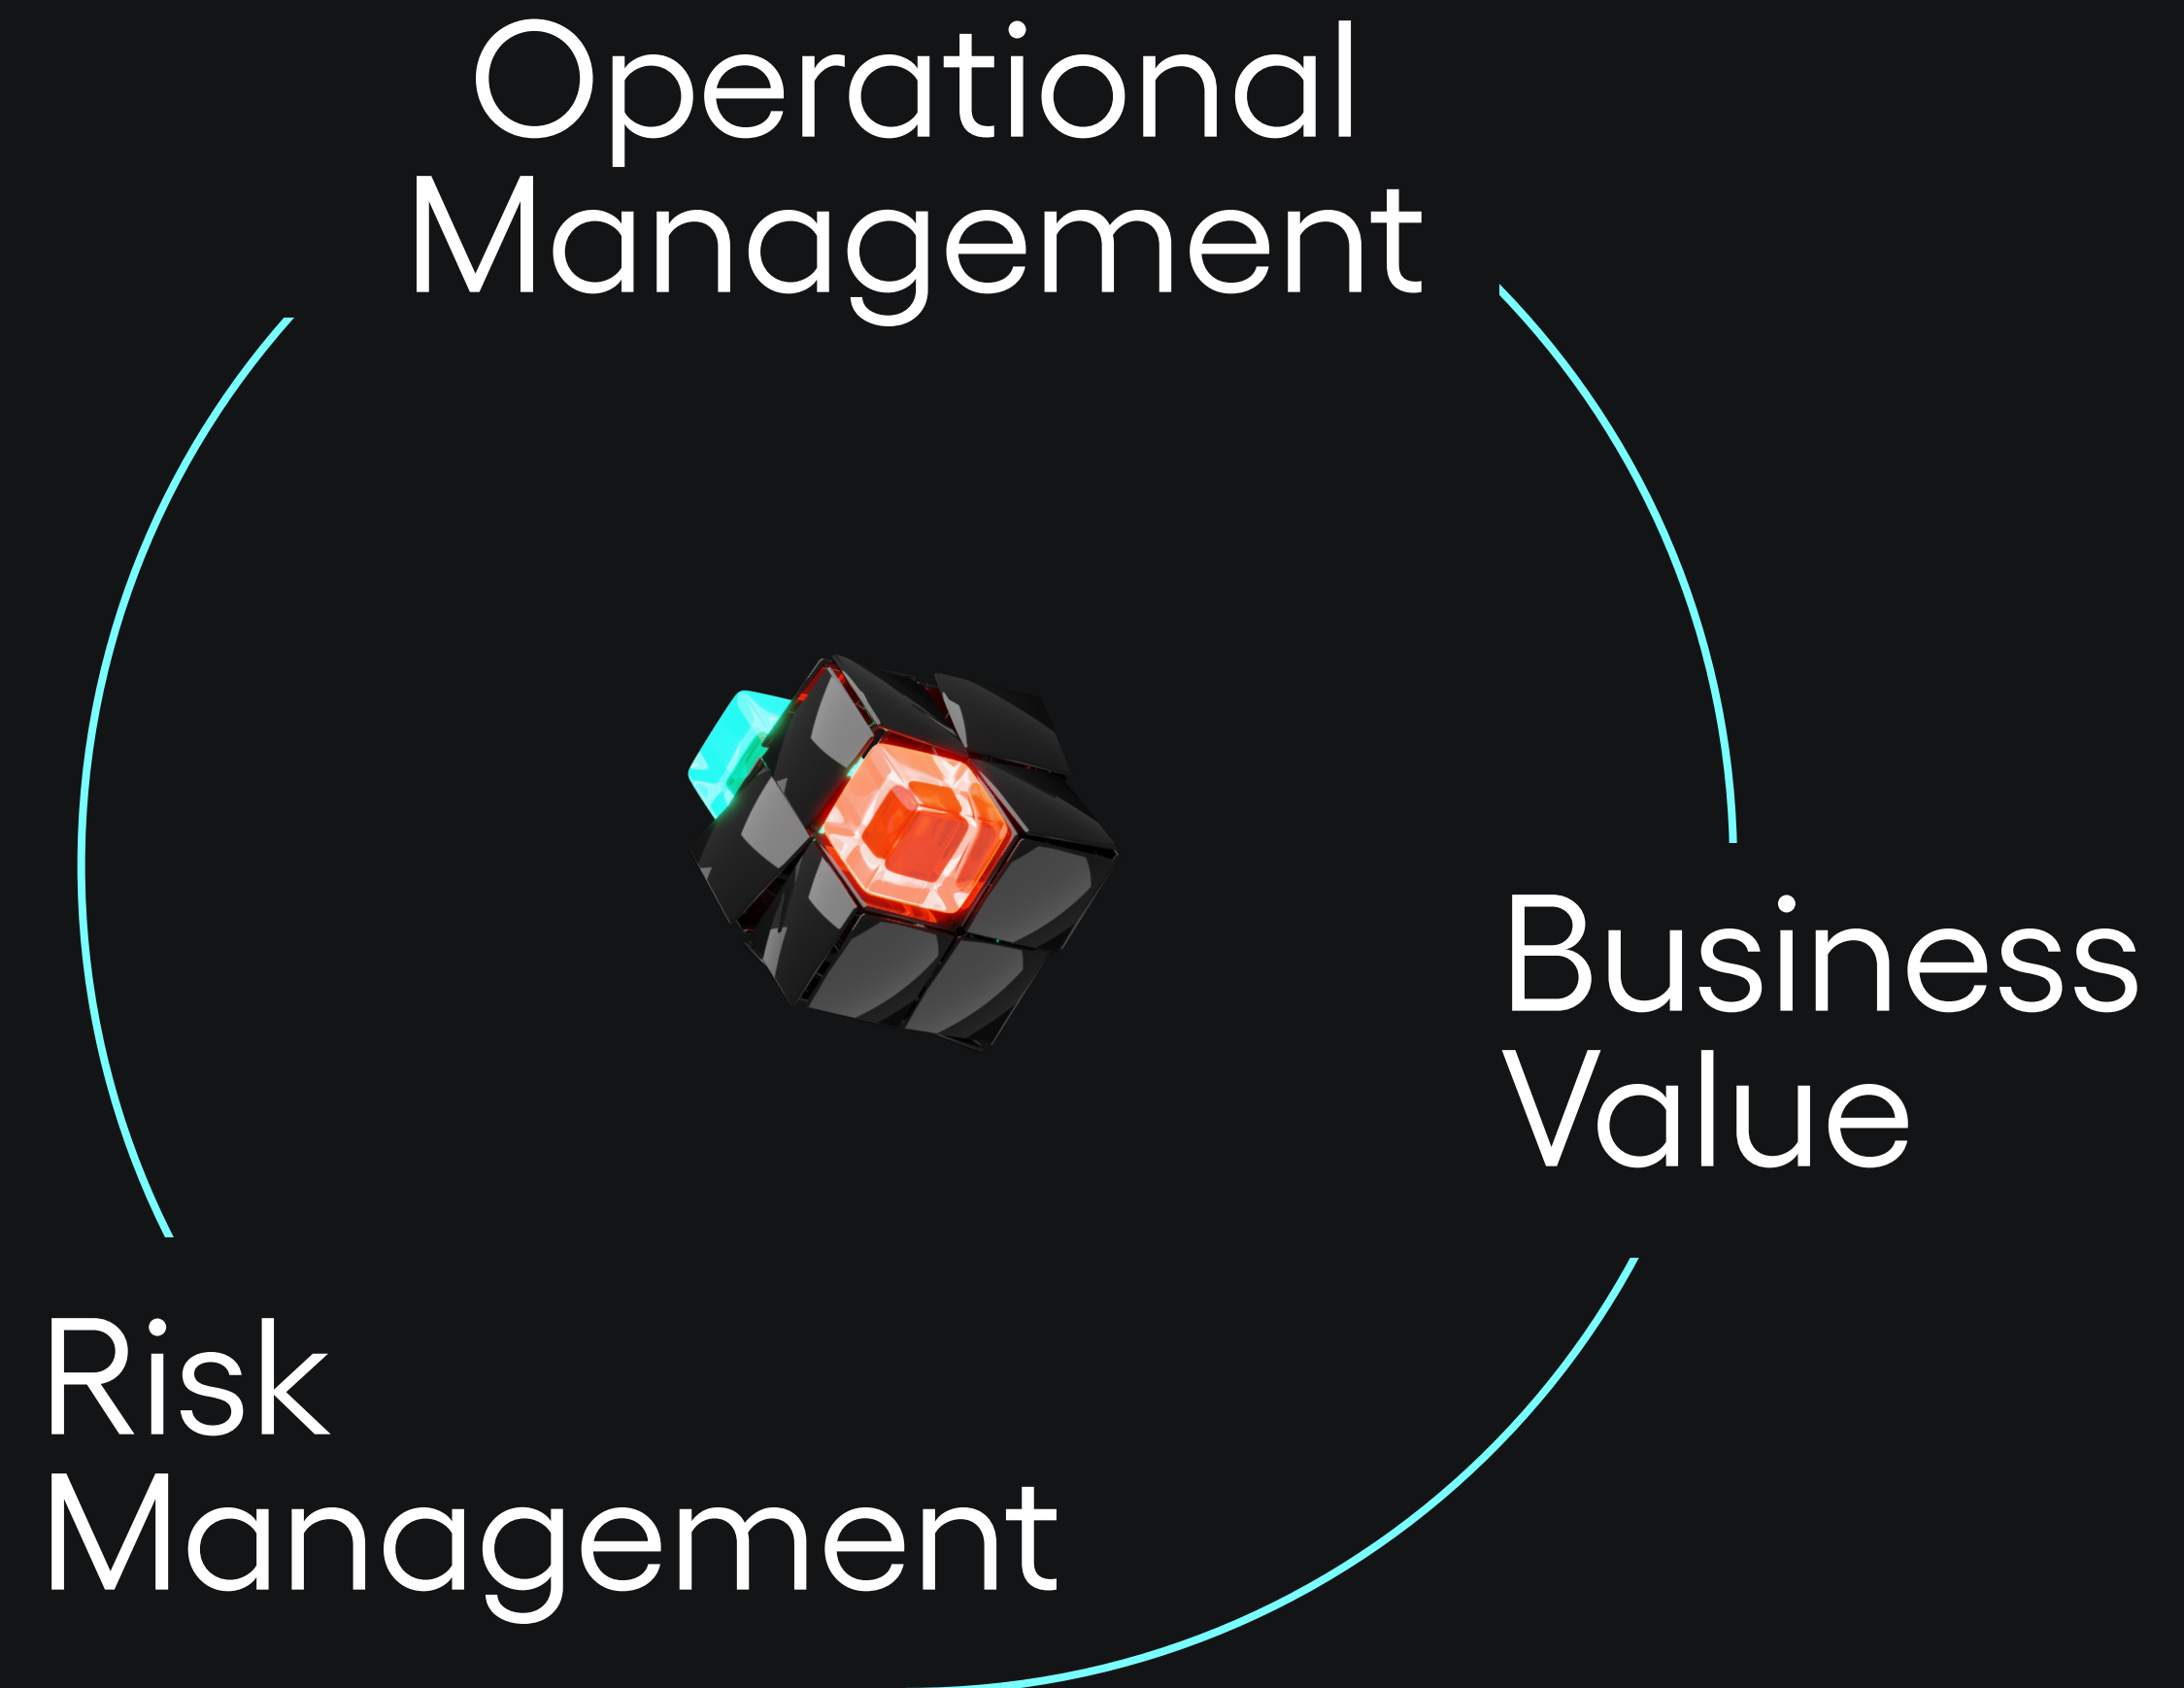 Operational
Management
Business
Value
Risk
Management